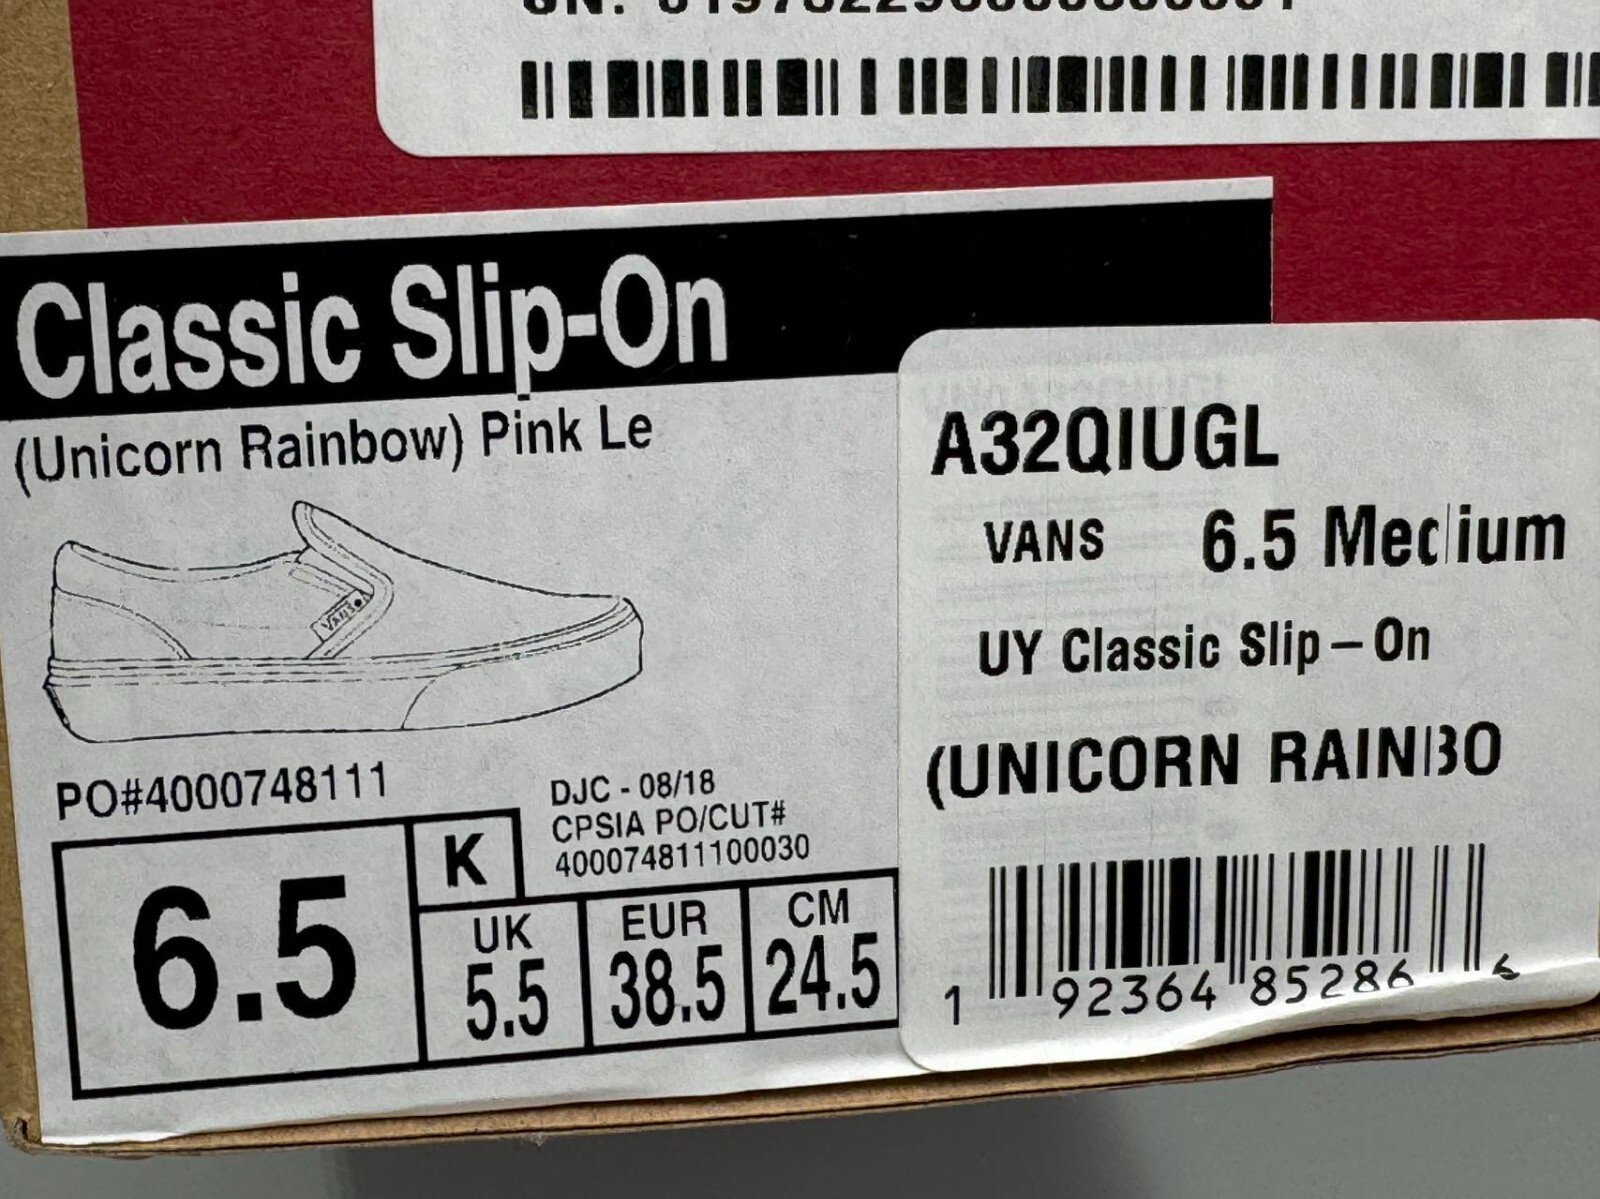 Classic Slip-On
(Unicorn Rainbow) Pink Le
VANS
PO#4000748111
DJC - 08/18
CPSIA PO/CUT#
400074811100030
6.5
K
UK
5.5
EUR
38.5
CM
24.5
A32QIUGL
VANS 6.5 Medium
UY Classic Slip-On
(UNICORN RAINBO
1 92364 85286 6